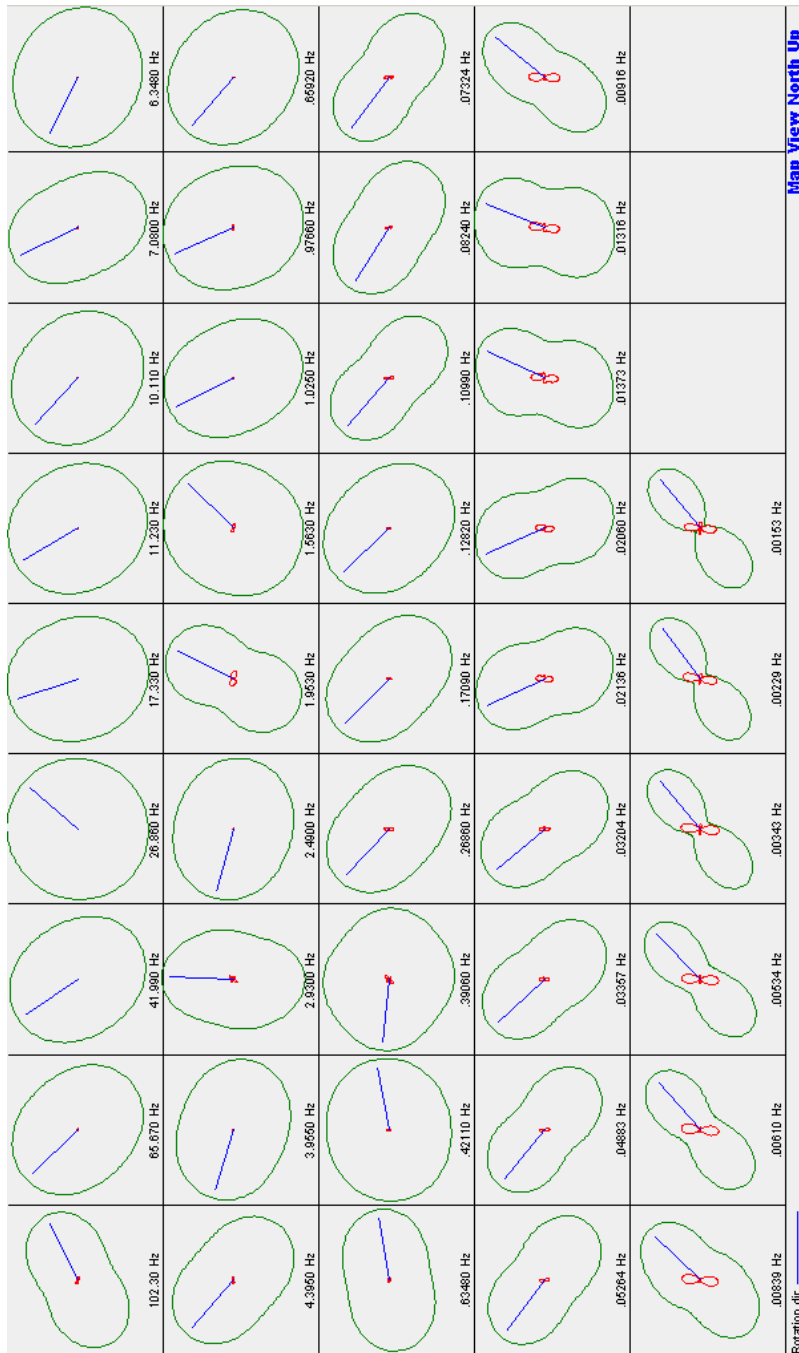 102.30 Hz
65.670 Hz
41.990 Hz
26.860 Hz
17.330 Hz
11.230 Hz
10.110 Hz
7.0800 Hz
6.3480 Hz
4.3950 Hz
3.9550 Hz
2.9300 Hz
2.4900 Hz
1.9530 Hz
1.5630 Hz
1.0250 Hz
.97660 Hz
.65920 Hz
.63480 Hz
.42110 Hz
.39060 Hz
.26860 Hz
.17090 Hz
.12820 Hz
.10990 Hz
.08240 Hz
.07324 Hz
.05264 Hz
.04883 Hz
.03357 Hz
.03204 Hz
.02136 Hz
.02060 Hz
.01373 Hz
.01316 Hz
.00916 Hz
.00839 Hz
.00610 Hz
.00534 Hz
.00343 Hz
.00229 Hz
.00153 Hz
Rotation dir
Map View North Up